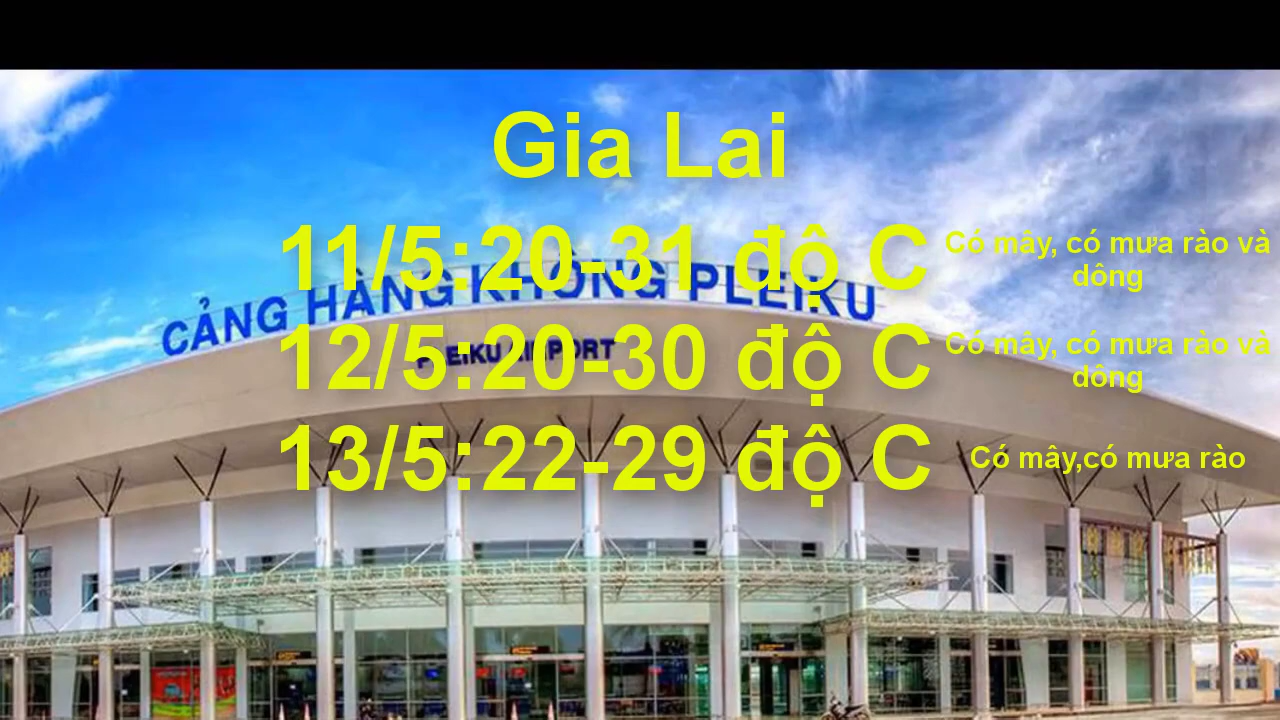 Gia Lai
11/5:20-31 độ C
Có mây, có mưa rào và
dông
CẢNG HÀNG KHÔNG PLEIKU
12/5:20-30 độ C
Có mây, có mưa rào và
dông
PLEIKU AIRPORT
13/5:22-29 độ C
Có mây,có mưa rào